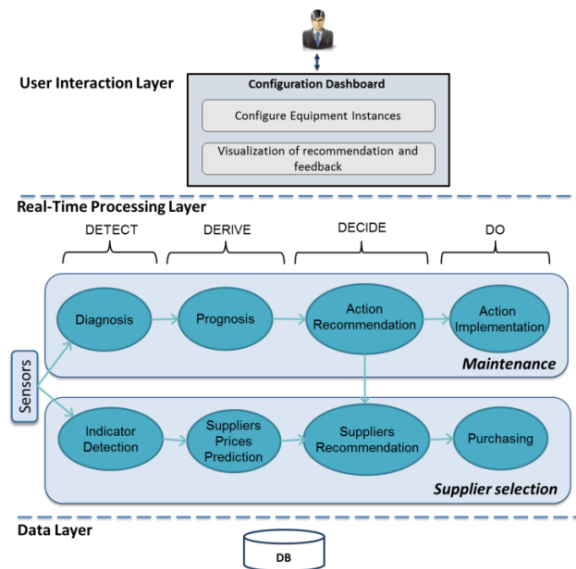 User Interaction Layer
Configuration Dashboard
Configure Equipment Instances
Visualization of recommendation and
feedback
Real-Time Processing Layer
DETECT
DERIVE
DECIDE
DO
Diagnosis
Prognosis
Action
Recommendation
Action
Implementation
Maintenance
Sensors
Indicator
Detection
Suppliers
Prices
Prediction
Suppliers
Recommendation
Purchasing
Supplier selection
Data Layer
DB